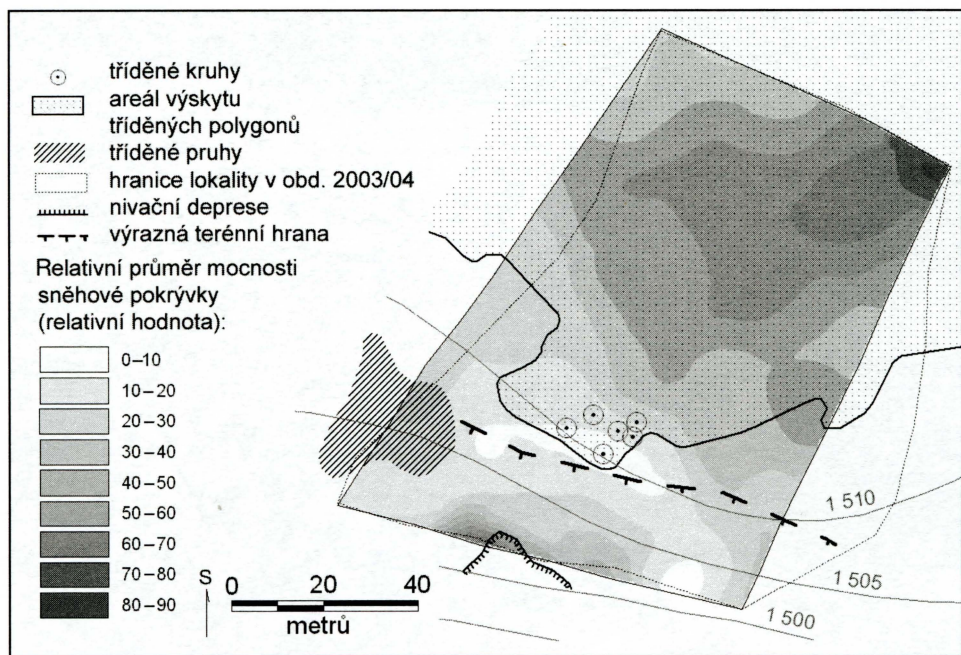 tříděné kruhy
areál výskytu
tříděných polygonů
tříděné pruhy
hranice lokality v obd. 2003/04
nivační deprese
výrazná terénní hrana
Relativní průměr mocnosti
sněhové pokrývky
(relativní hodnota):
0–10
10–20
20–30
30–40
40–50
50–60
60–70
70–80
80–90
S
0 20 40
metrů
1 510
1 505
1 500